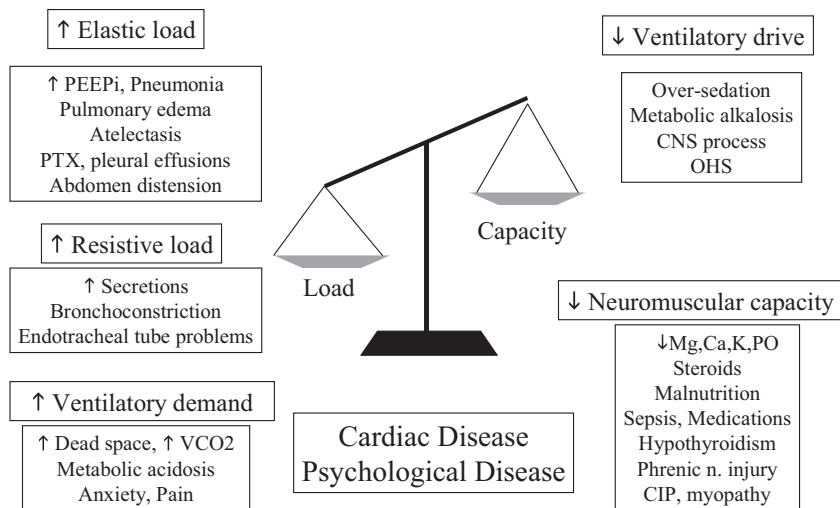 ↑ Elastic load
↑ PEEPi, Pneumonia
Pulmonary edema
Atelectasis
PTX, pleural effusions
Abdomen distension
↑ Resistive load
↑ Secretions
Bronchoconstriction
Endotracheal tube problems
↑ Ventilatory demand
↑ Dead space, ↑ VCO2
Metabolic acidosis
Anxiety, Pain
Load
Capacity
Cardiac Disease
Psychological Disease
↓ Ventilatory drive
Over-sedation
Metabolic alkalosis
CNS process
OHS
↓ Neuromuscular capacity
↓Mg,Ca,K,PO
Steroids
Malnutrition
Sepsis, Medications
Hypothyroidism
Phrenic n. injury
CIP, myopathy